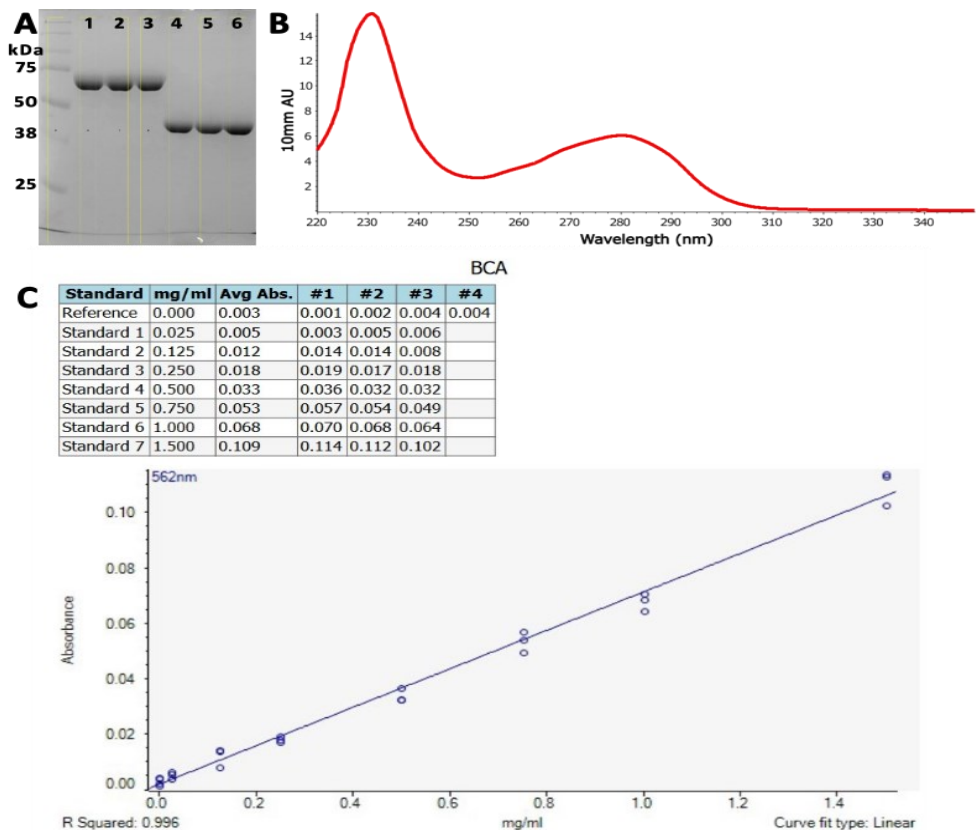 A
1 2 3 4 5 6
kDa
75
50
38
25
B
14
12
10
8
6
4
2
10mm AU
220 230 240 250 260 270 280 290 300 310 320 330 340
Wavelength (nm)
BCA
C
Standard mg/ml Avg Abs. #1 #2 #3 #4
Reference 0.000 0.003 0.001 0.002 0.004 0.004
Standard 1 0.025 0.005 0.003 0.005 0.006
Standard 2 0.125 0.012 0.014 0.014 0.008
Standard 3 0.250 0.018 0.019 0.017 0.018
Standard 4 0.500 0.033 0.036 0.032 0.032
Standard 5 0.750 0.053 0.057 0.054 0.049
Standard 6 1.000 0.068 0.070 0.068 0.064
Standard 7 1.500 0.109 0.114 0.112 0.102
562nm
0.10
0.08
0.06
0.04
0.02
0.00
Absorbance
0.0 0.2 0.4 0.6 0.8 1.0 1.2 1.4
R Squared: 0.996 mg/ml Curve fit type: Linear